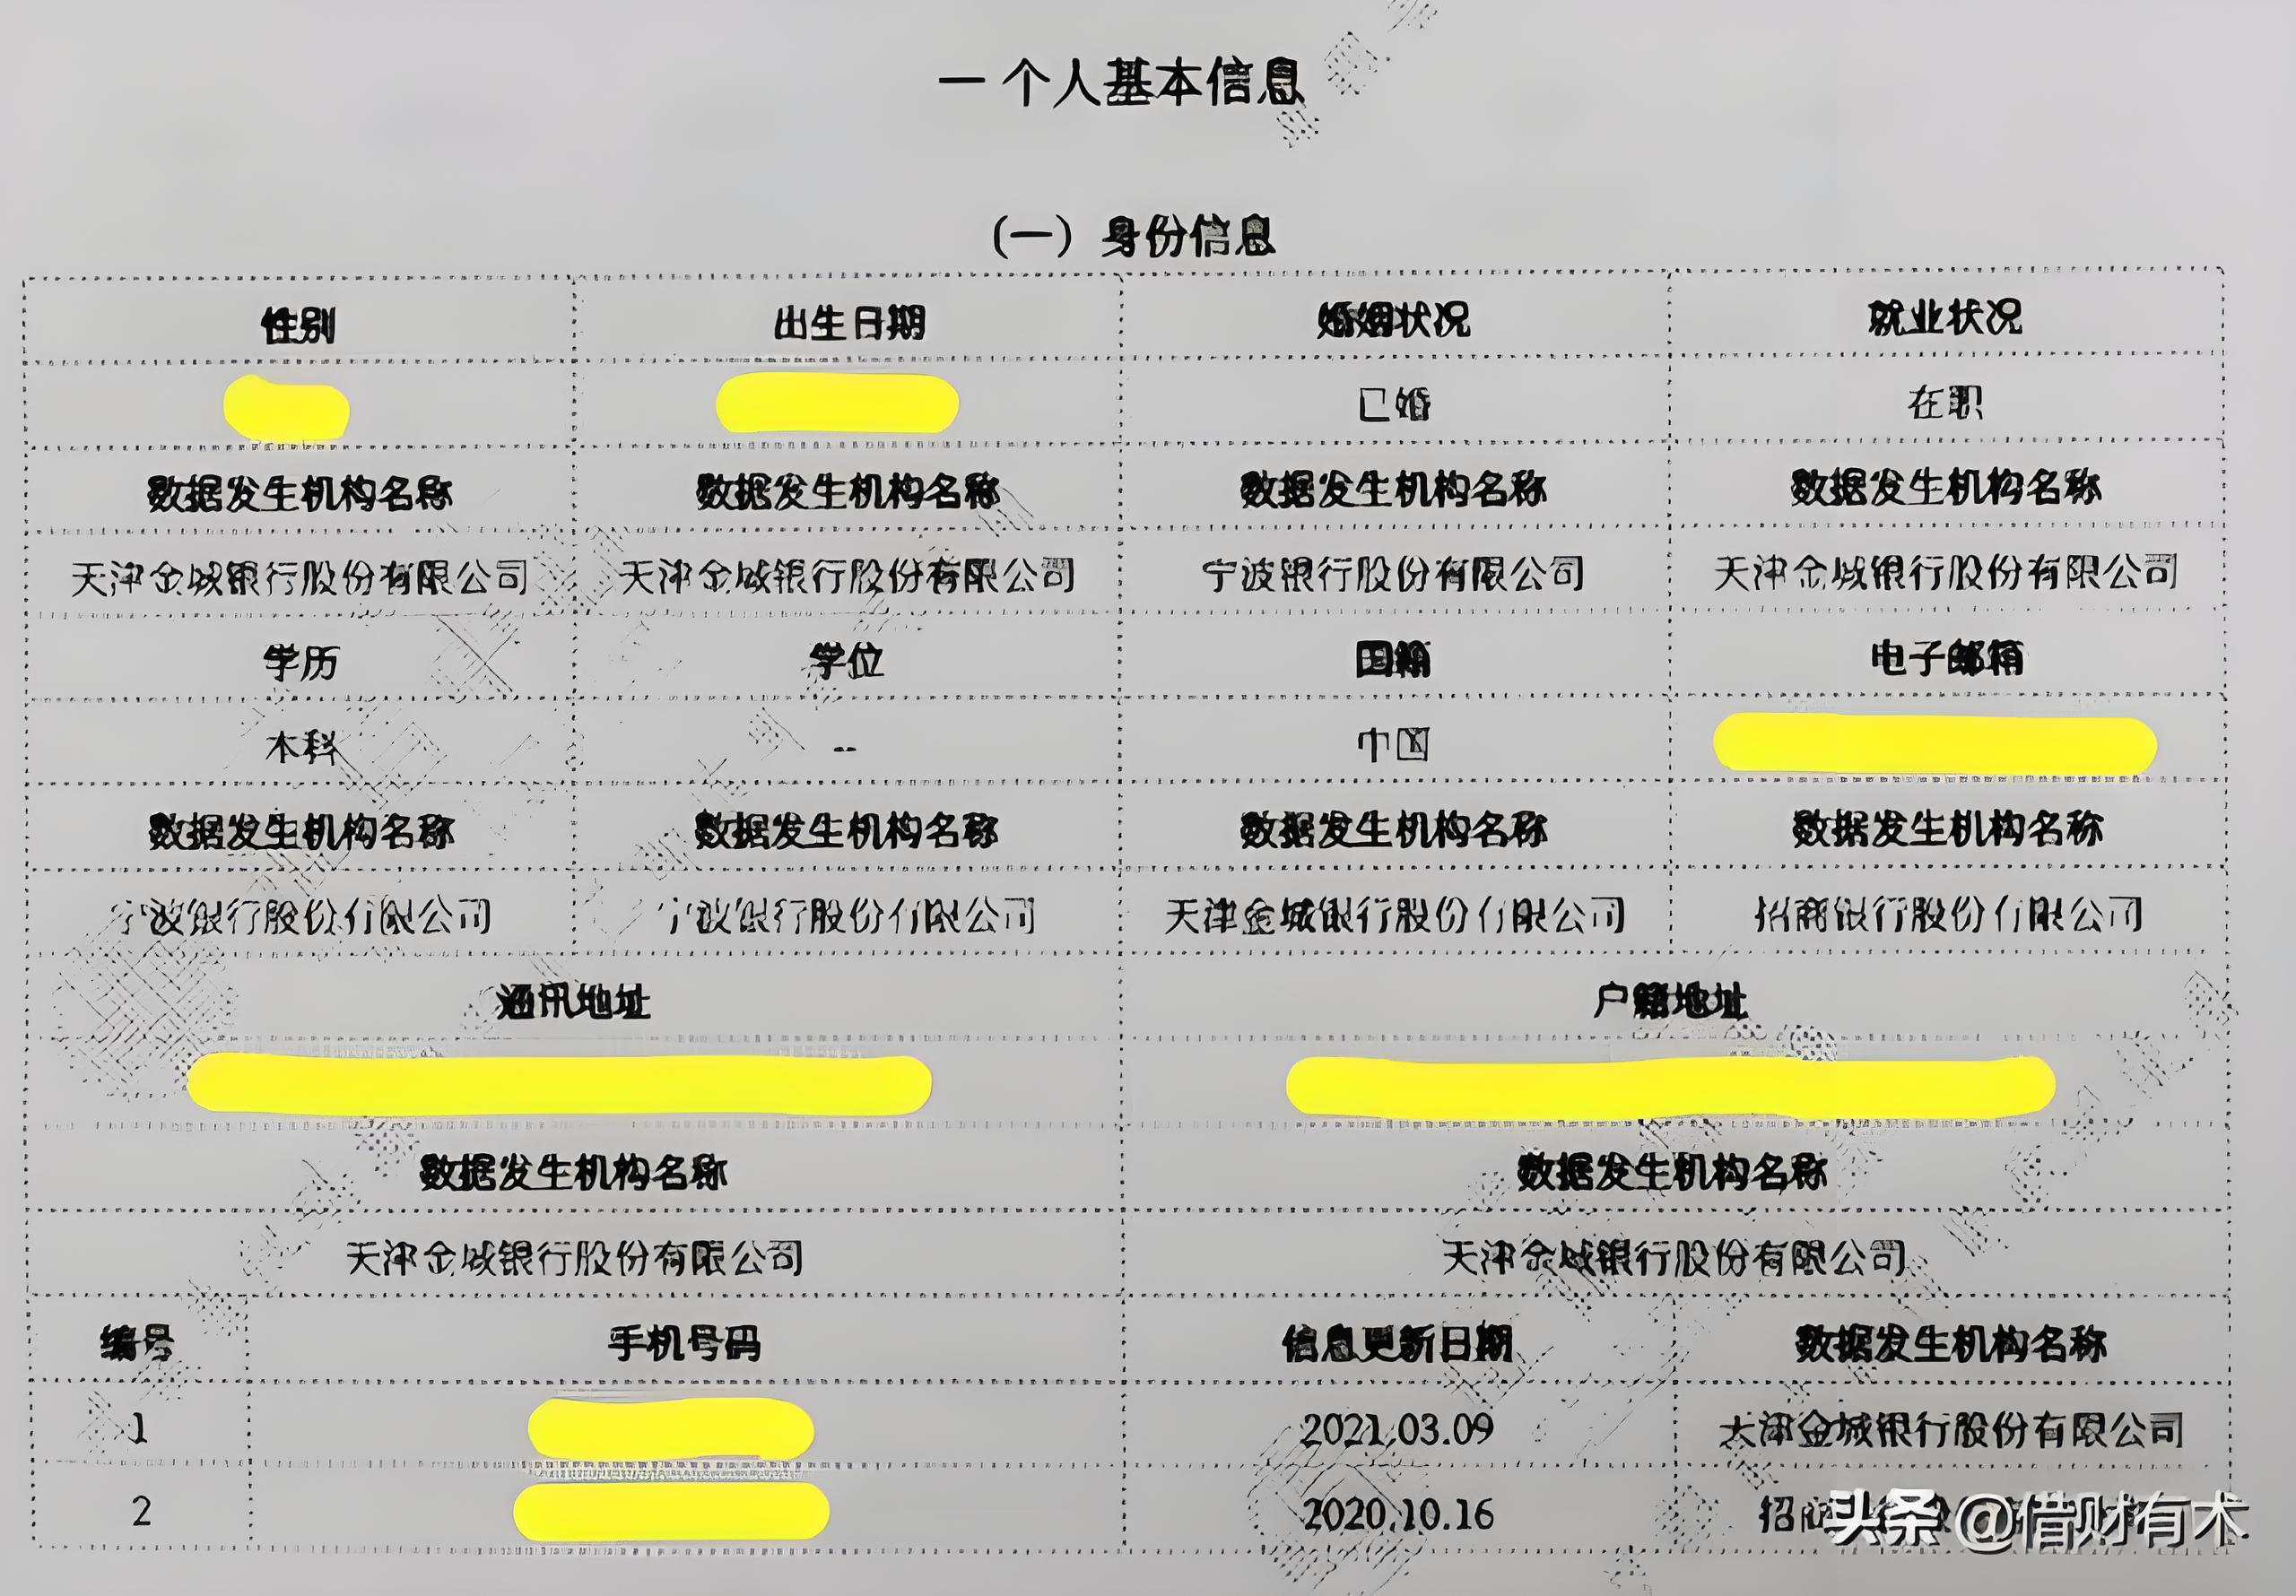 一 个人基本信息
（一）身份信息
性别 出生日期 婚姻状况 就业状况
已婚 在职
数据发生机构名称 数据发生机构名称 数据发生机构名称 数据发生机构名称
天津金城银行股份有限公司 天津金城银行股份有限公司 宁波银行股份有限公司 天津金城银行股份有限公司
学历 学位 国籍 电子邮箱
本科 -- 中国
数据发生机构名称 数据发生机构名称 数据发生机构名称 数据发生机构名称
宁波银行股份有限公司 宁波银行股份有限公司 天津金城银行股份有限公司 招商银行股份有限公司
通讯地址 户籍地址
数据发生机构名称 数据发生机构名称
天津金城银行股份有限公司 天津金城银行股份有限公司
编号 手机号码 信息更新日期 数据发生机构名称
1 2021.03.09 天津金城银行股份有限公司
2 2020.10.16 招
头条 @借财有术